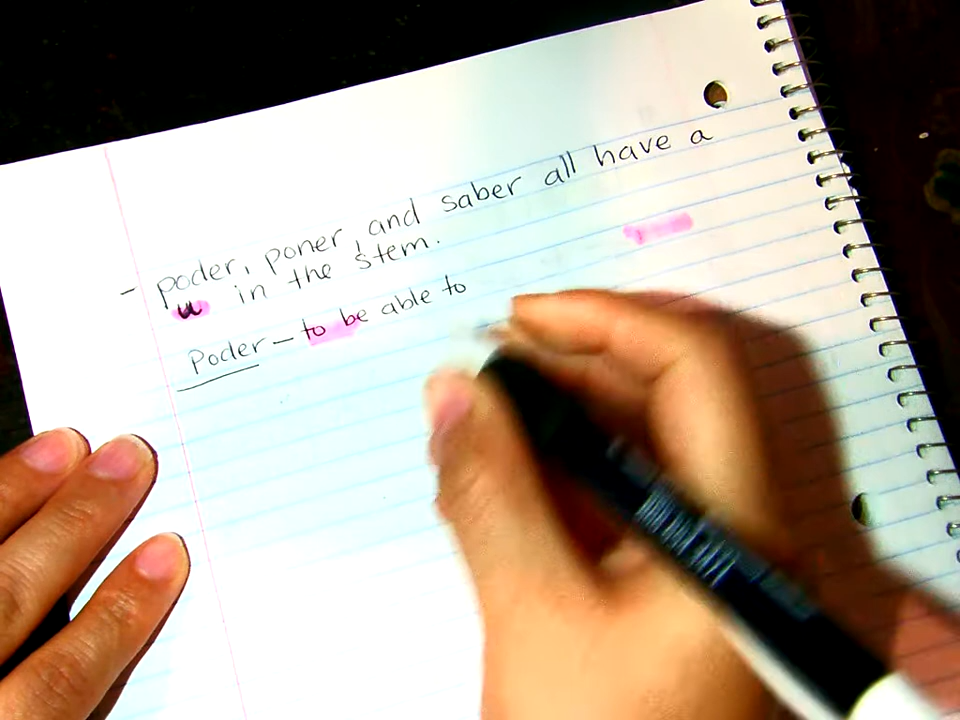 - poder, poner, and saber all have a
u in the stem.
Poder - to be able to